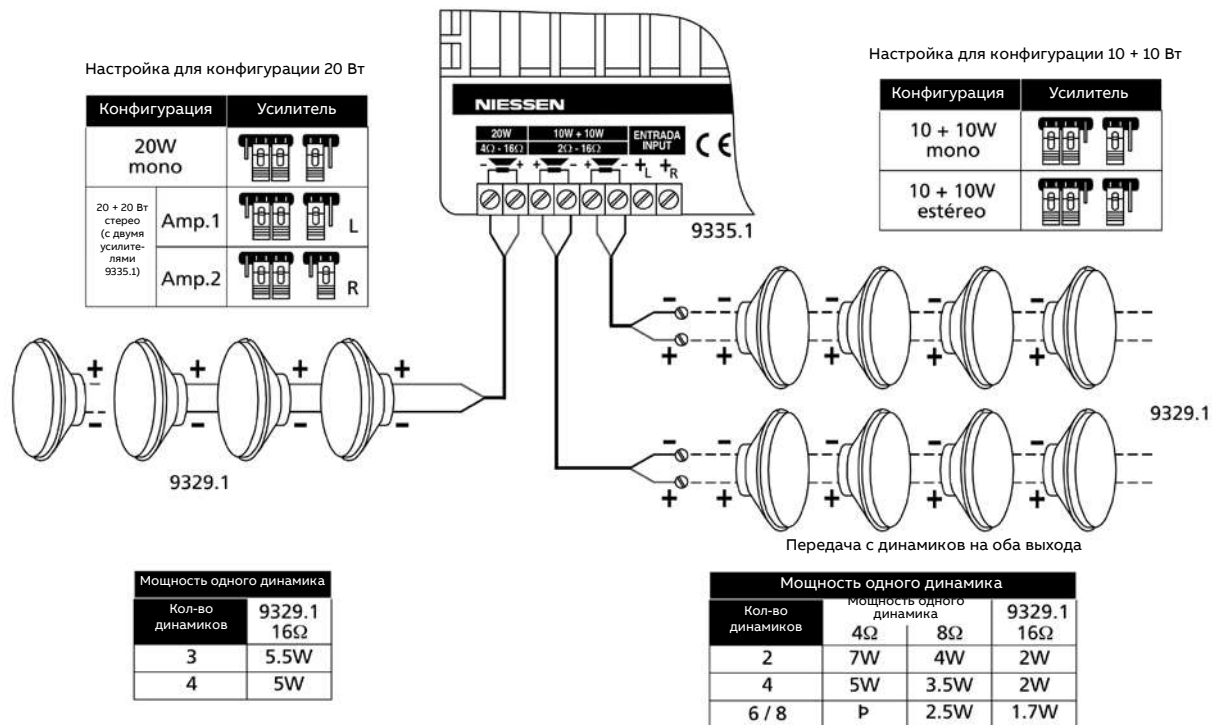 Настройка для конфигурации 20 Вт
Конфигурация Усилитель
20W
mono
20 + 20 Вт
стерео
(с двумя
усилите-
лями
9335.1)
Amp.1 L
Amp.2 R
NIESSEN
20W 10W + 10W ENTRADA
INPUT
4Ω - 16Ω 2Ω - 16Ω
- + + - + - + L + R
CE
9335.1
Настройка для конфигурации 10 + 10 Вт
Конфигурация Усилитель
10 + 10W
mono
10 + 10W
estéreo
+ + + +
- - - -
9329.1
- - - - -
+ + + + +
9329.1
- - - - -
+ + + + +
Передача с динамиков на оба выхода
Мощность одного динамика
Кол-во
динамиков
9329.1
16Ω
3 5.5W
4 5W
Мощность одного динамика
Кол-во
динамиков
Мощность одного
динамика
4Ω 8Ω
9329.1
16Ω
2 7W 4W 2W
4 5W 3.5W 2W
6 / 8 Þ 2.5W 1.7W